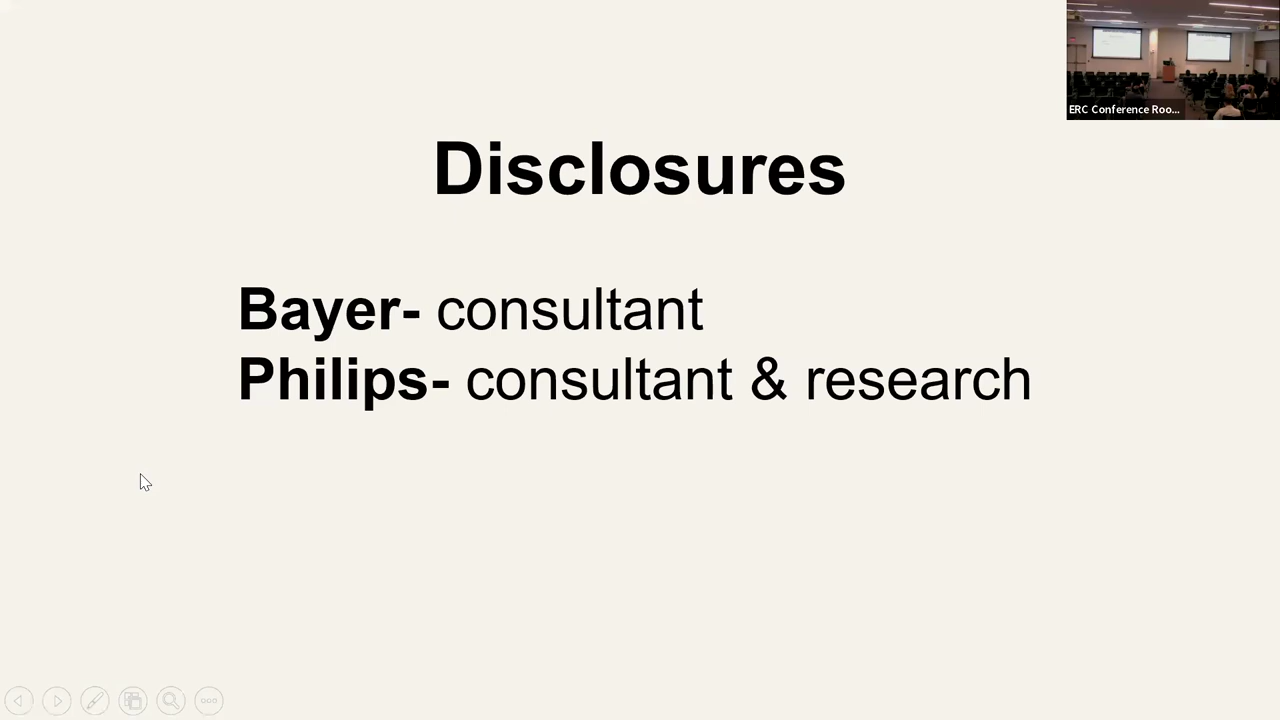 ERC Conference Roo...
Disclosures
Bayer- consultant
Philips- consultant & research